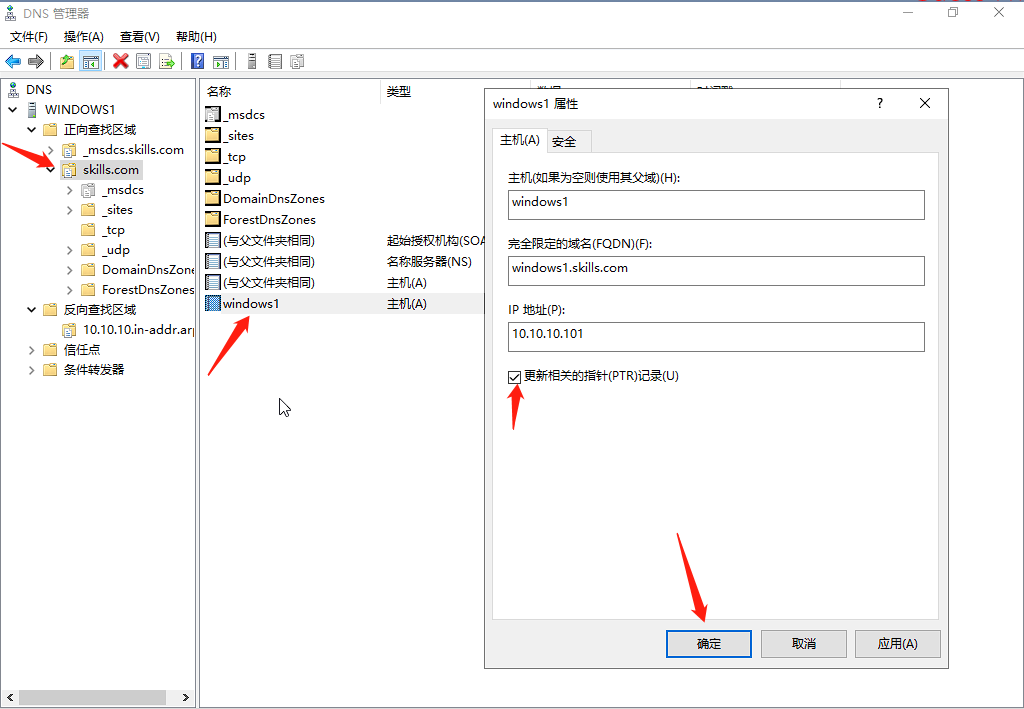 DNS 管理器
文件(F) 操作(A) 查看(V) 帮助(H)
DNS
WINDOWS1
正向查找区域
_msdcs.skills.com
skills.com
_msdcs
_sites
_tcp
_udp
DomainDnsZone
ForestDnsZones
反向查找区域
10.10.10.in-addr.arp
信任点
条件转发器
名称 类型
_msdcs
_sites
_tcp
_udp
DomainDnsZones
ForestDnsZones
(与父文件夹相同) 起始授权机构(SOA
(与父文件夹相同) 名称服务器(NS)
(与父文件夹相同) 主机(A)
windows1 主机(A)
windows1 属性
?
主机(A) 安全
主机(如果为空则使用其父域)(H):
windows1
完全限定的域名(FQDN)(F):
windows1.skills.com
IP 地址(P):
10.10.10.101
更新相关的指针(PTR)记录(U)
确定 取消 应用(A)